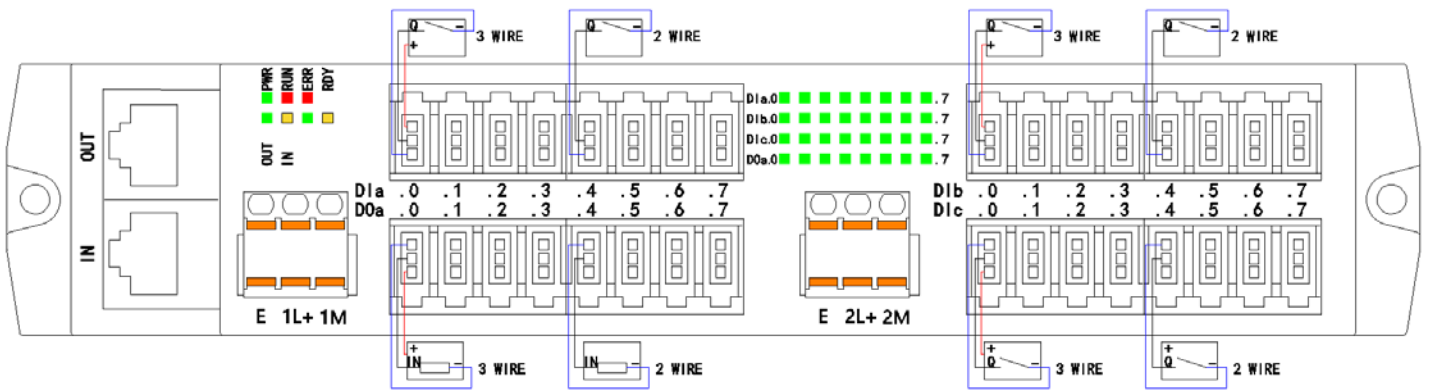 Q - 3 WIRE
+
Q - 2 WIRE
Q - 3 WIRE
+
Q - 2 WIRE
PWR RUN ERR RDY
OUT IN
DIa.0 .7
DIb.0 .7
DIc.0 .7
DOa.0 .7
OUT
IN
DIa .0 .1 .2 .3 .4 .5 .6 .7
DOa .0 .1 .2 .3 .4 .5 .6 .7
DIb .0 .1 .2 .3 .4 .5 .6 .7
DIc .0 .1 .2 .3 .4 .5 .6 .7
E 1L+ 1M
E 2L+ 2M
+
IN - 3 WIRE
IN - 2 WIRE
+
Q - 3 WIRE
+
Q - 2 WIRE